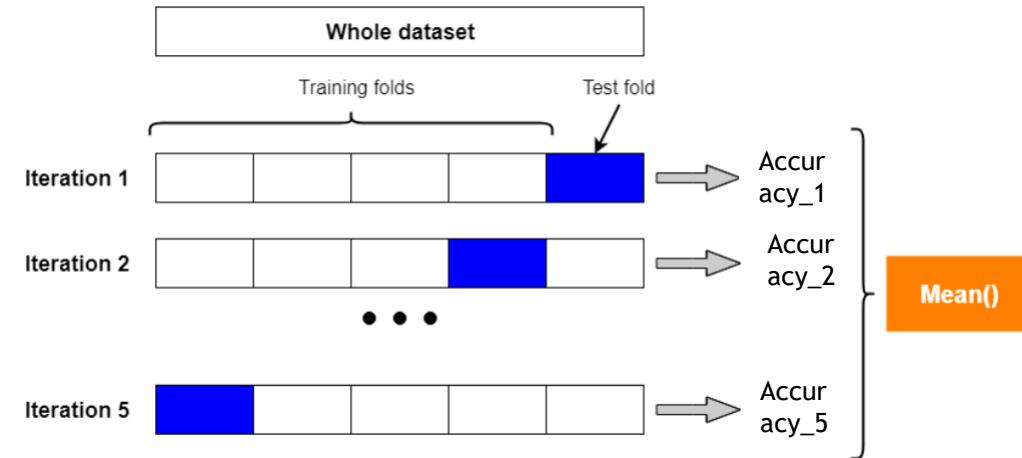 Whole dataset
Training folds
Test fold
Iteration 1
Accur
acy_1
Iteration 2
Accur
acy_2
Mean()
Iteration 5
Accur
acy_5